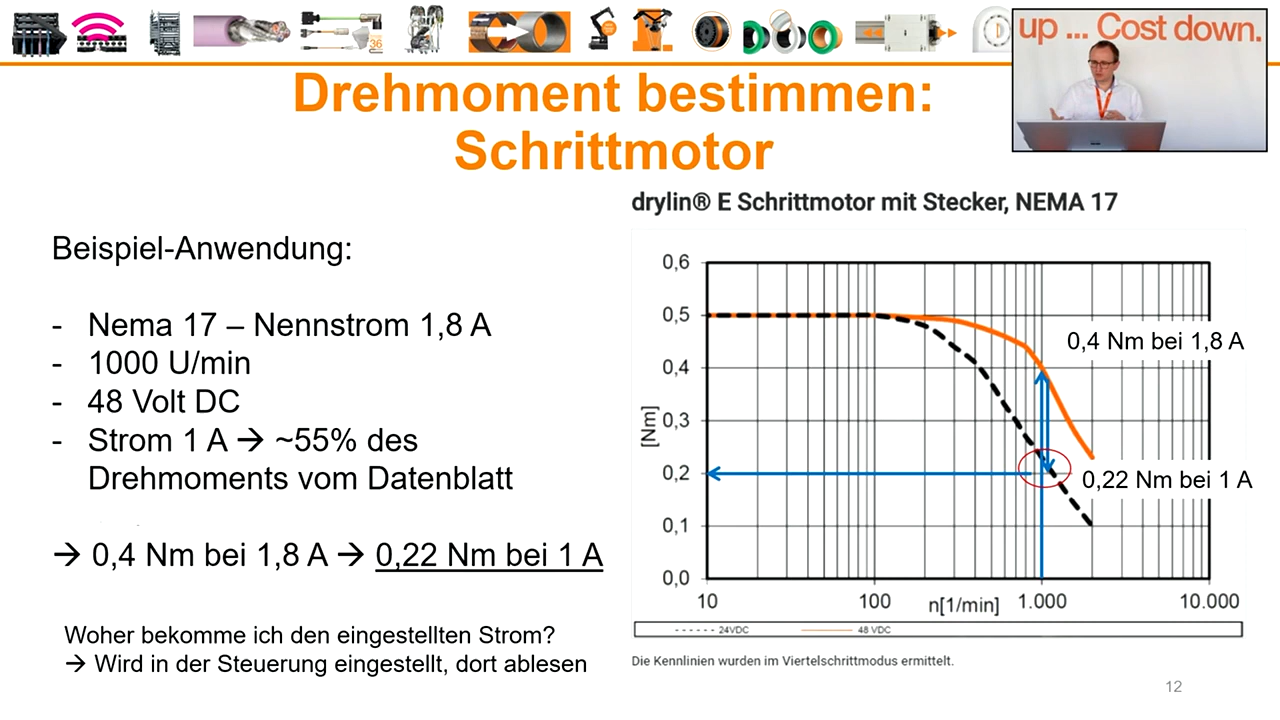 up ... Cost down.
36
Drehmoment bestimmen:
Schrittmotor
Beispiel-Anwendung:
- Nema 17 – Nennstrom 1,8 A
- 1000 U/min
- 48 Volt DC
- Strom 1 A → ~55% des
Drehmoments vom Datenblatt
→ 0,4 Nm bei 1,8 A → 0,22 Nm bei 1 A
Woher bekomme ich den eingestellten Strom?
→ Wird in der Steuerung eingestellt, dort ablesen
drylin® E Schrittmotor mit Stecker, NEMA 17
[Nm]
0,6
0,5
0,4
0,3
0,2
0,1
0,0
0,4 Nm bei 1,8 A
0,22 Nm bei 1 A
10 100 n[1/min] 1.000 10.000
24VDC 48 VDC
Die Kennlinien wurden im Viertelschrittmodus ermittelt.
12